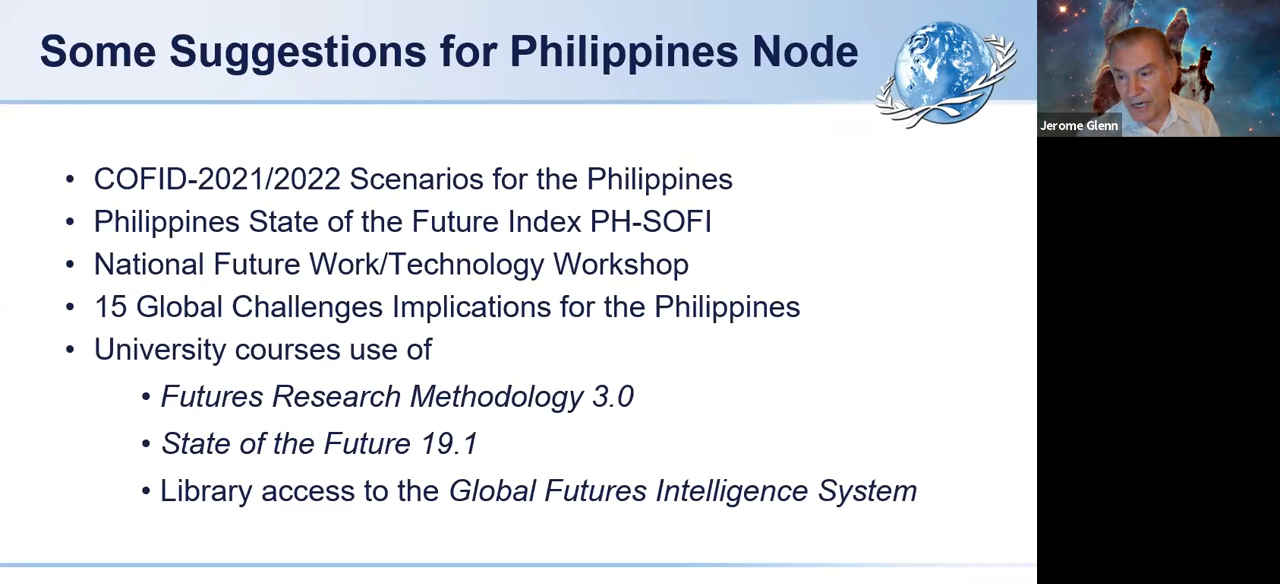 Some Suggestions for Philippines Node
Jerome Glenn
• COFID-2021/2022 Scenarios for the Philippines
• Philippines State of the Future Index PH-SOFI
• National Future Work/Technology Workshop
• 15 Global Challenges Implications for the Philippines
• University courses use of
• Futures Research Methodology 3.0
• State of the Future 19.1
• Library access to the Global Futures Intelligence System